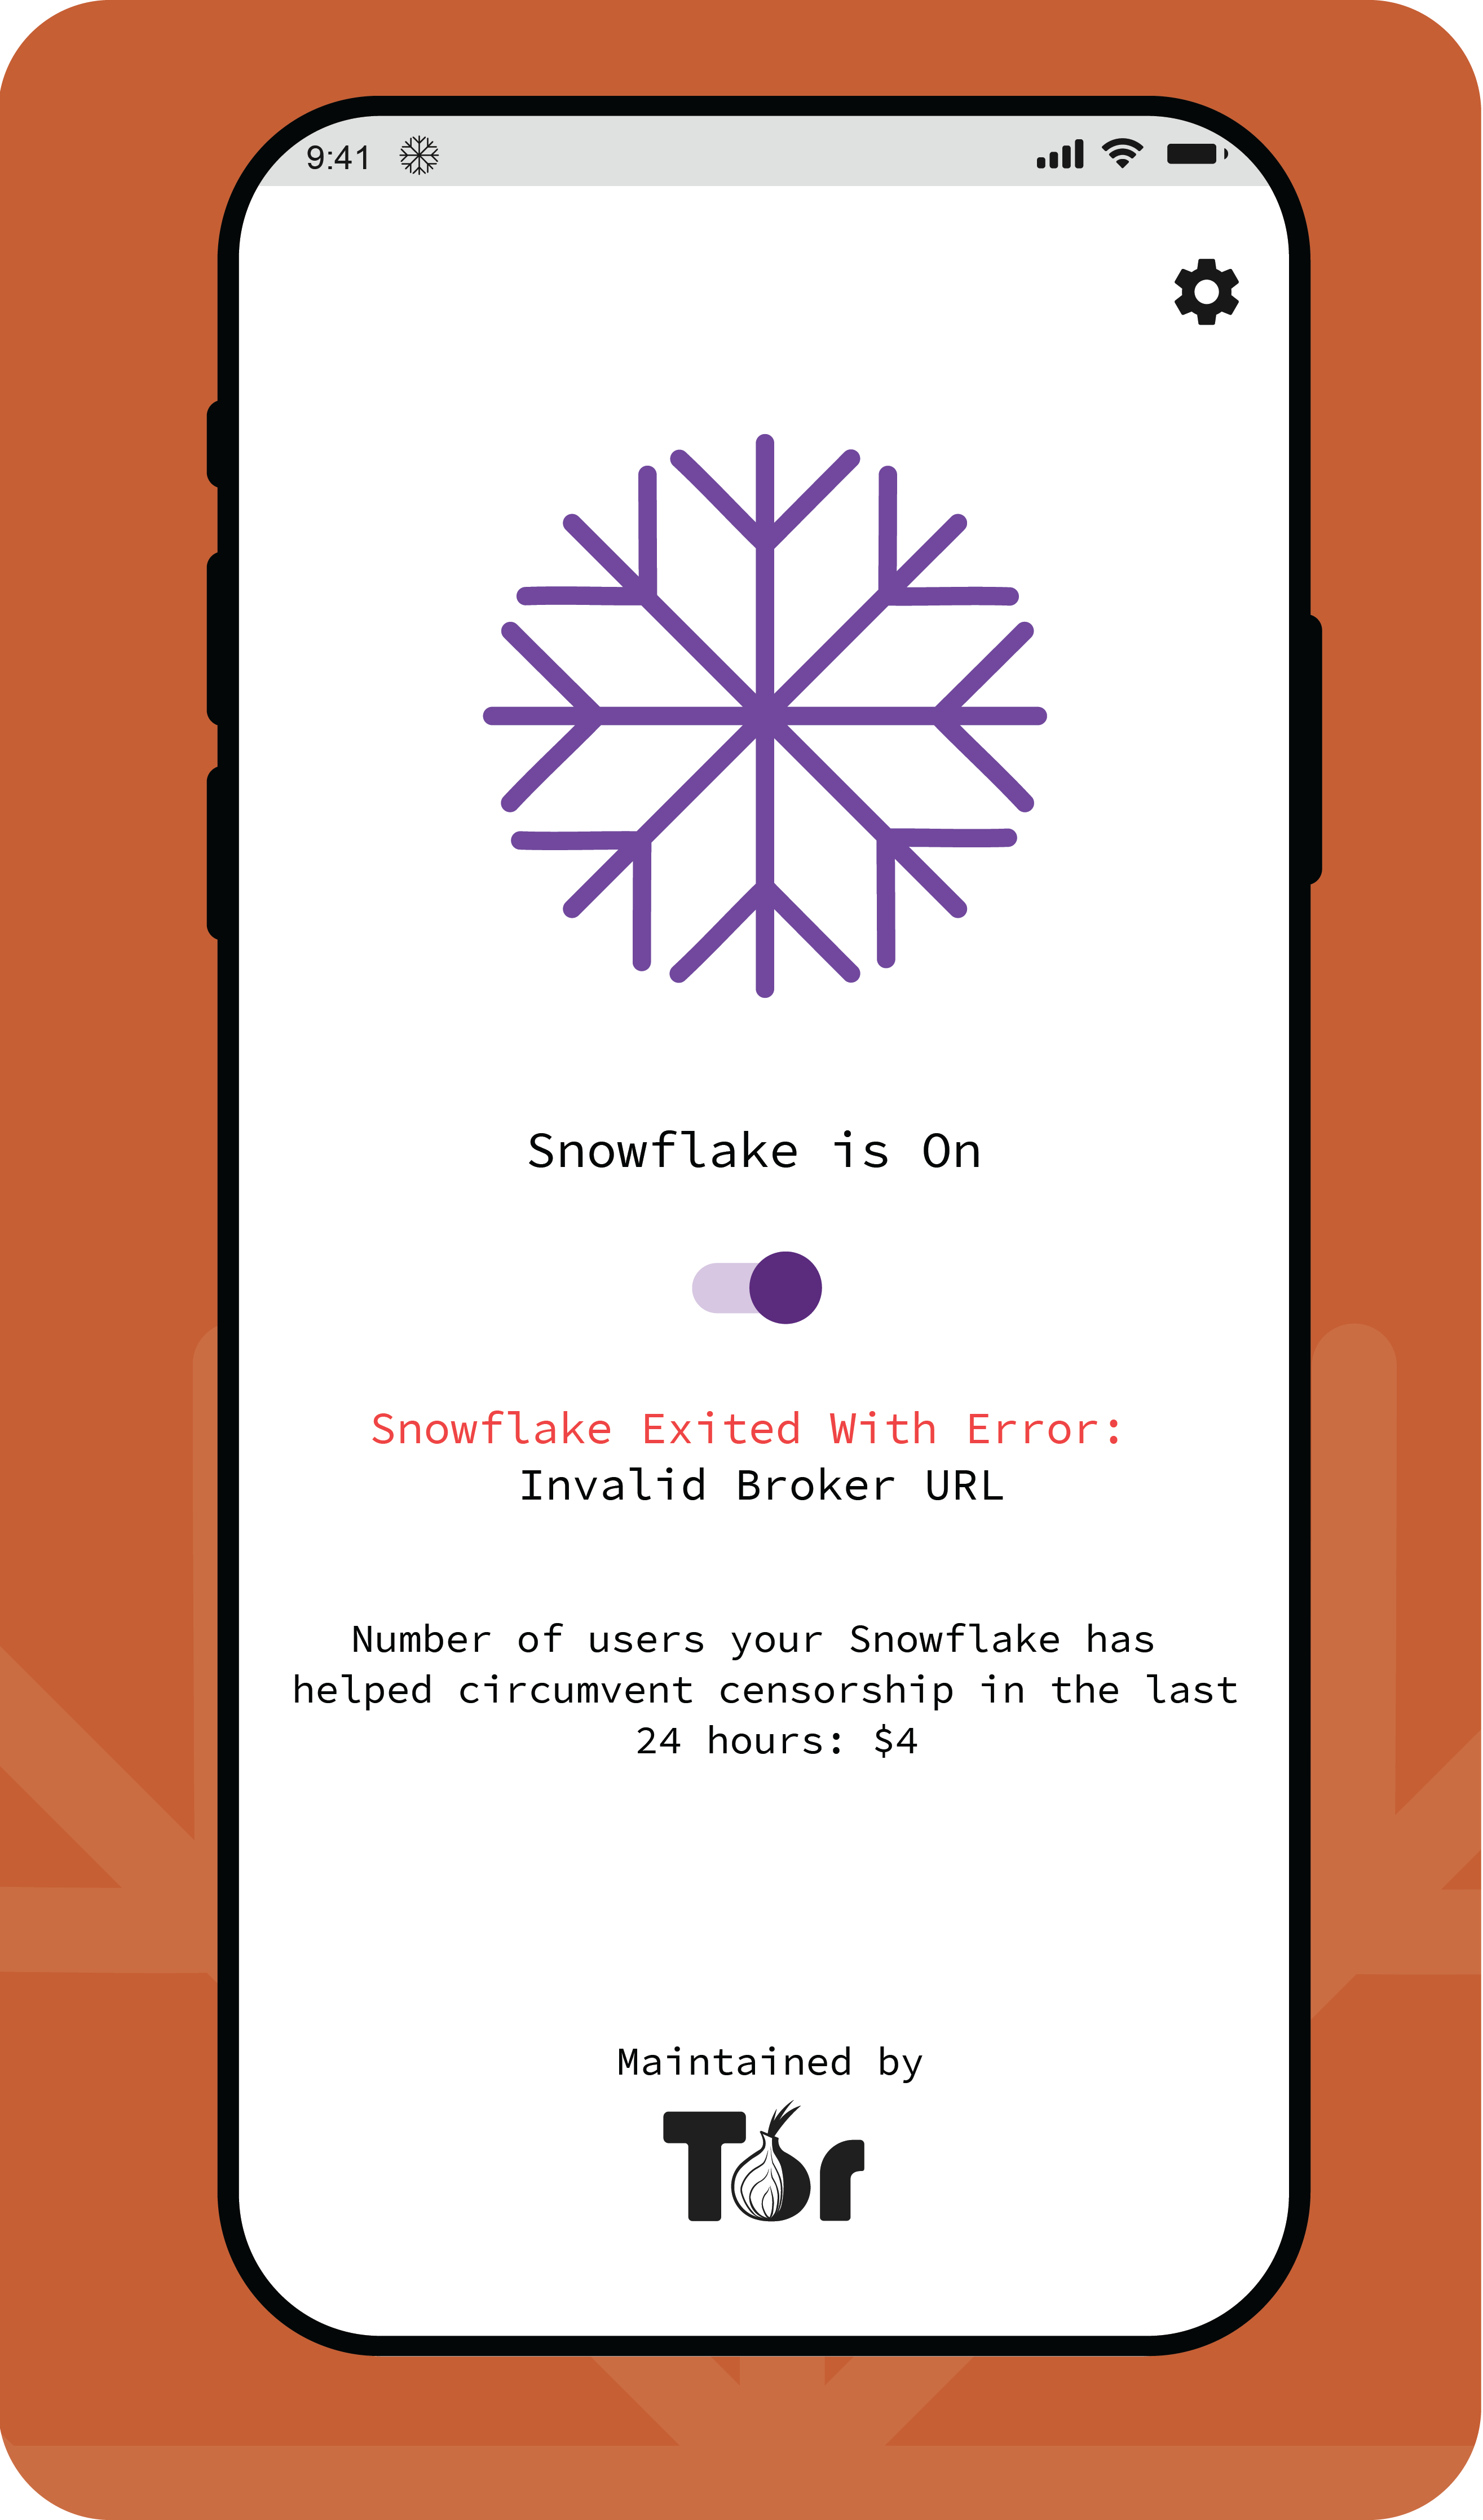 9:41
Snowflake is On
Snowflake Exited With Error:
Invalid Broker URL
Number of users your Snowflake has
helped circumvent censorship in the last
24 hours: $4
Maintained by
Tor